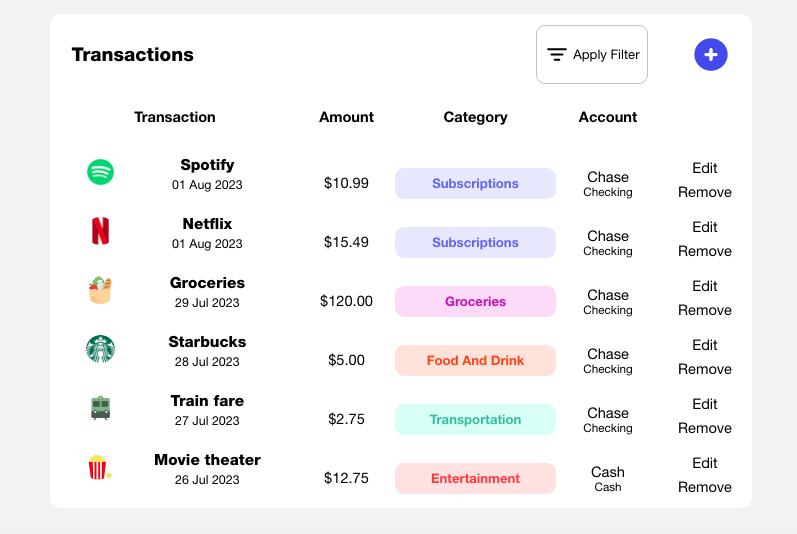 Transactions
Apply Filter
Transaction Amount Category Account
Spotify
01 Aug 2023
$10.99
Subscriptions
Chase
Checking
Edit
Remove
Netflix
01 Aug 2023
$15.49
Subscriptions
Chase
Checking
Edit
Remove
Groceries
29 Jul 2023
$120.00
Groceries
Chase
Checking
Edit
Remove
Starbucks
28 Jul 2023
$5.00
Food And Drink
Chase
Checking
Edit
Remove
Train fare
27 Jul 2023
$2.75
Transportation
Chase
Checking
Edit
Remove
Movie theater
26 Jul 2023
$12.75
Entertainment
Cash
Cash
Edit
Remove